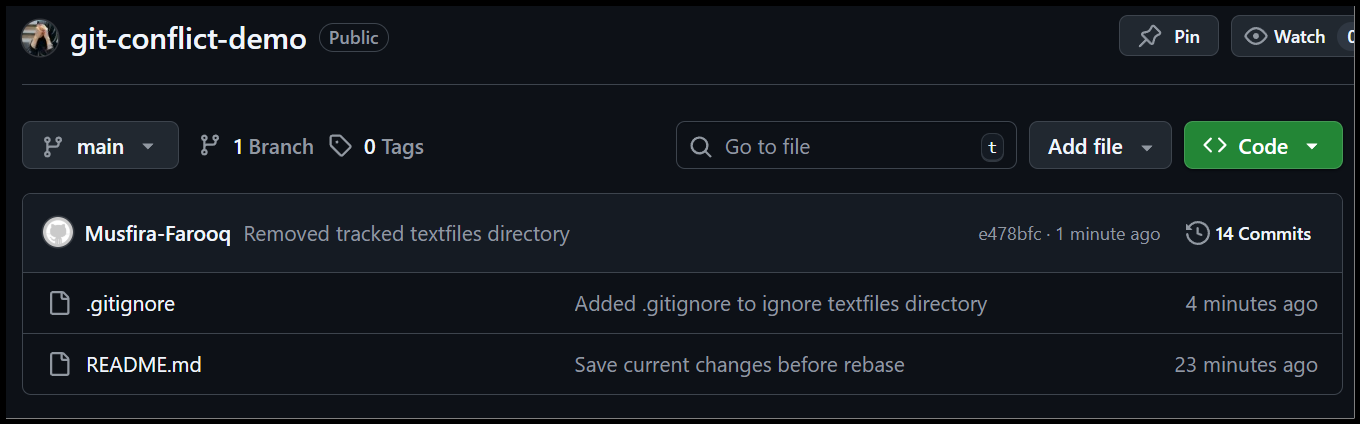 git-conflict-demo Public Pin Watch
main 1 Branch 0 Tags Go to file t Add file Code
Musfira-Farooq Removed tracked textfiles directory e478bfc · 1 minute ago 14 Commits
.gitignore Added .gitignore to ignore textfiles directory 4 minutes ago
README.md Save current changes before rebase 23 minutes ago